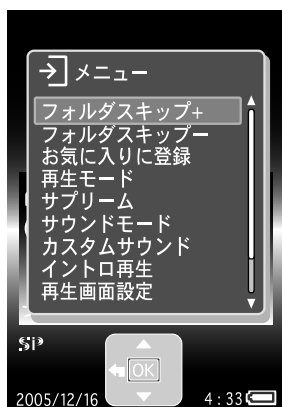 メニュー
フォルダスキップ+
フォルダスキップー
お気に入りに登録
再生モード
サプリーム
サウンドモード
カスタムサウンド
イントロ再生
再生画面設定
OK
2005/12/16 4:33